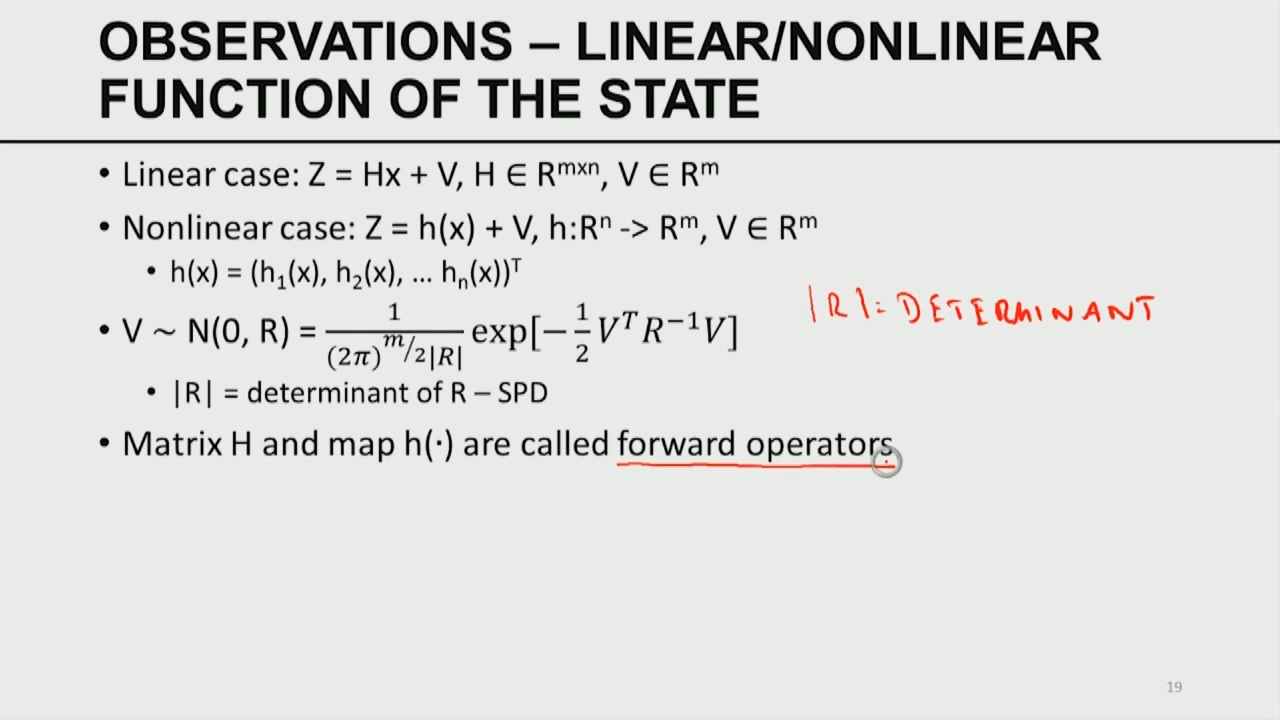 OBSERVATIONS – LINEAR/NONLINEAR
FUNCTION OF THE STATE
• Linear case: Z = Hx + V, H ∈ Rᵐˣⁿ, V ∈ Rᵐ
• Nonlinear case: Z = h(x) + V, h:Rⁿ -> Rᵐ, V ∈ Rᵐ
• h(x) = (h₁(x), h₂(x), … hₙ(x))ᵀ
|R|= DETERMINANT
• V ~ N(0, R) = 1/((2π)^(m/2)|R|) exp[−1/2 VᵀR⁻¹V]
• |R| = determinant of R – SPD
• Matrix H and map h(·) are called forward operators
19